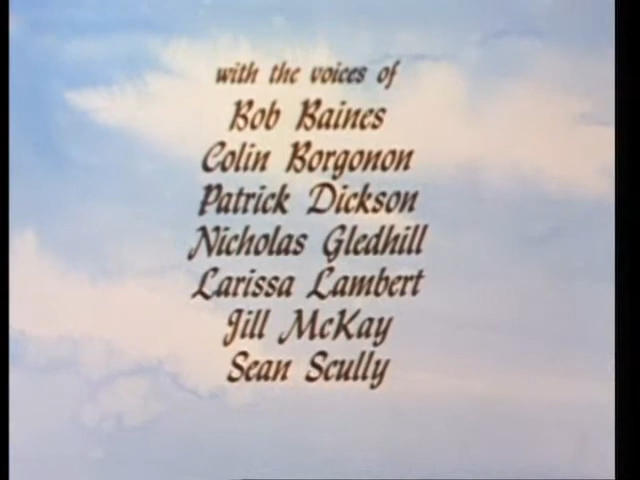 with the voices of
Bob Baines
Colin Borgonon
Patrick Dickson
Nicholas Gledhill
Larissa Lambert
Jill McKay
Sean Scully